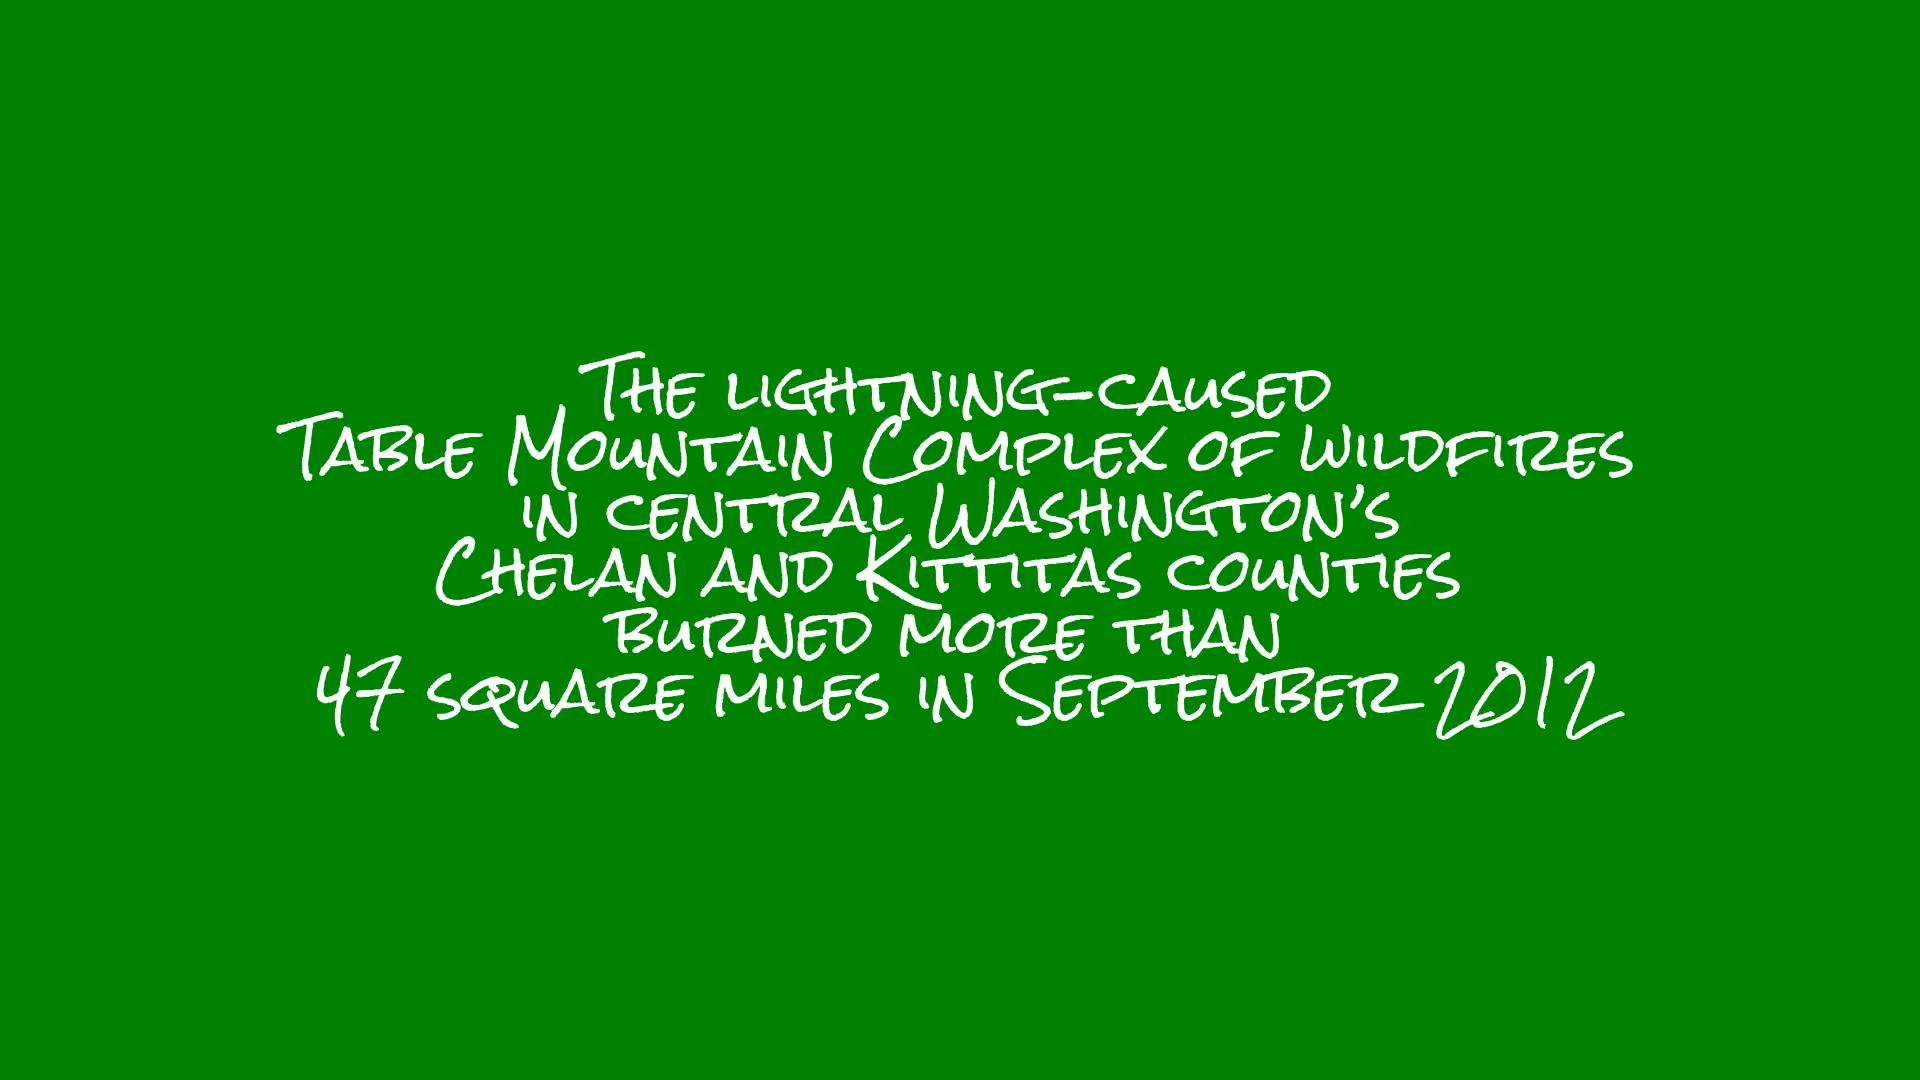 The lightning-caused
Table Mountain Complex of wildfires
in central Washington's
Chelan and Kittitas counties
burned more than
47 square miles in September 2012